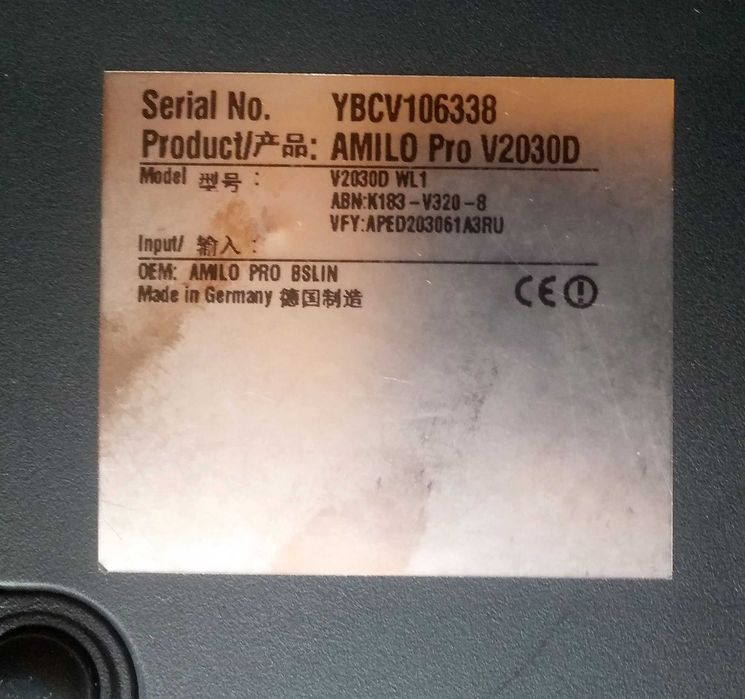 Serial No. YBCV106338
Product/产品: AMILO Pro V2030D
Model 型号 : V2030D WL1
ABN:K183-V320-8
VFY:APED203061A3RU
Input/ 输入 :
OEM: AMILO PRO BSLIN
Made in Germany 德国制造 CE